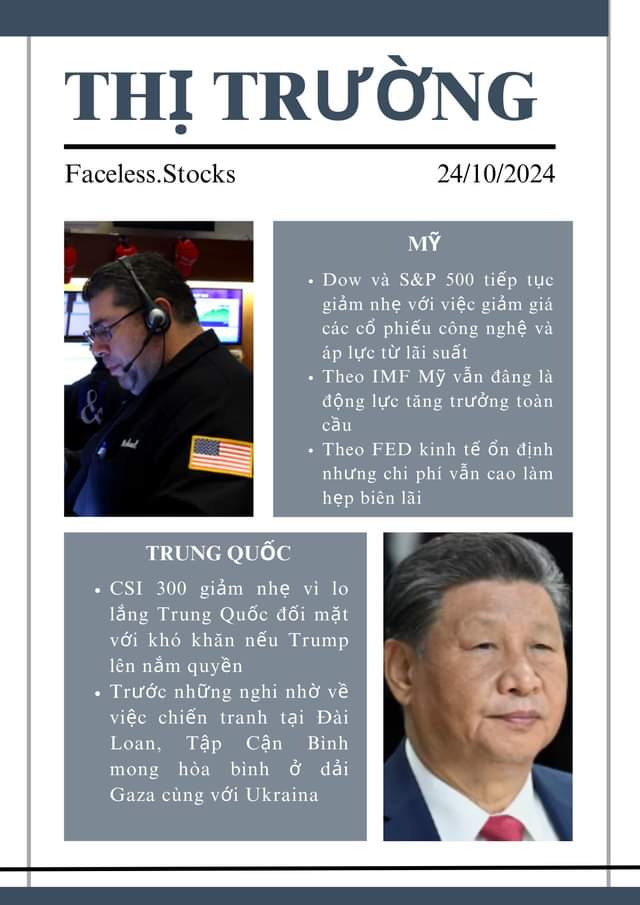 THỊ TRƯỜNG
Faceless.Stocks
24/10/2024
MỸ
Dow và S&P 500 tiếp tục
giảm nhẹ với việc giảm giá
các cổ phiếu công nghệ và
áp lực từ lãi suất
Theo IMF Mỹ vẫn đâng là
động lực tăng trưởng toàn
cầu
Theo FED kinh tế ổn định
nhưng chi phí vẫn cao làm
hẹp biên lãi
TRUNG QUỐC
CSI 300 giảm nhẹ vì lo
lắng Trung Quốc đối mặt
với khó khăn nếu Trump
lên nắm quyền
Trước những nghi nhờ về
việc chiến tranh tại Đài
Loan, Tập Cận Bình
mong hòa bình ở dải
Gaza cùng với Ukraina